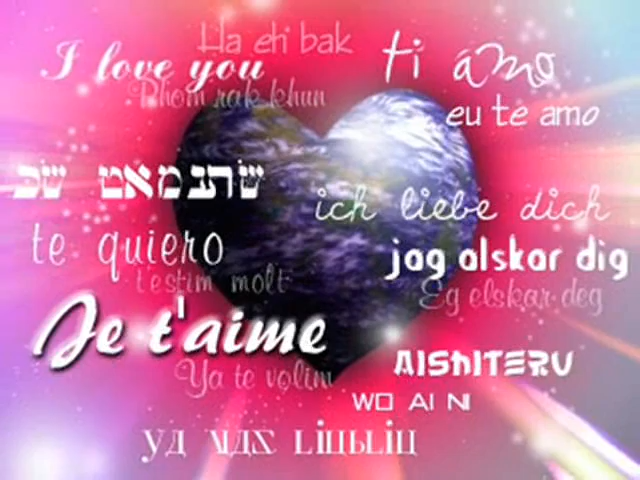 Ha eh bak
I love you
ti amo
Phom rak khun
eu te amo
ich liebe dich
te quiero
jag alskar dig
t'estim molt
Eg elskar deg
Je t'aime
AISHITERU
Ya te volim
WO AI NI